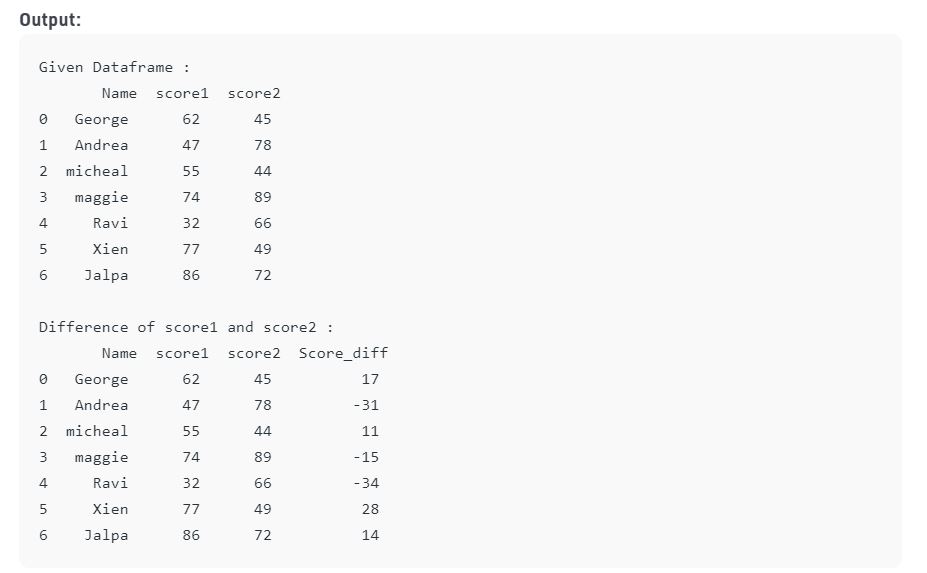 Output:
Given Dataframe :
       Name  score1  score2
0   George      62      45
1   Andrea      47      78
2  micheal      55      44
3   maggie      74      89
4     Ravi      32      66
5     Xien      77      49
6    Jalpa      86      72
Difference of score1 and score2 :
       Name  score1  score2  Score_diff
0   George      62      45          17
1   Andrea      47      78         -31
2  micheal      55      44          11
3   maggie      74      89         -15
4     Ravi      32      66         -34
5     Xien      77      49          28
6    Jalpa      86      72          14